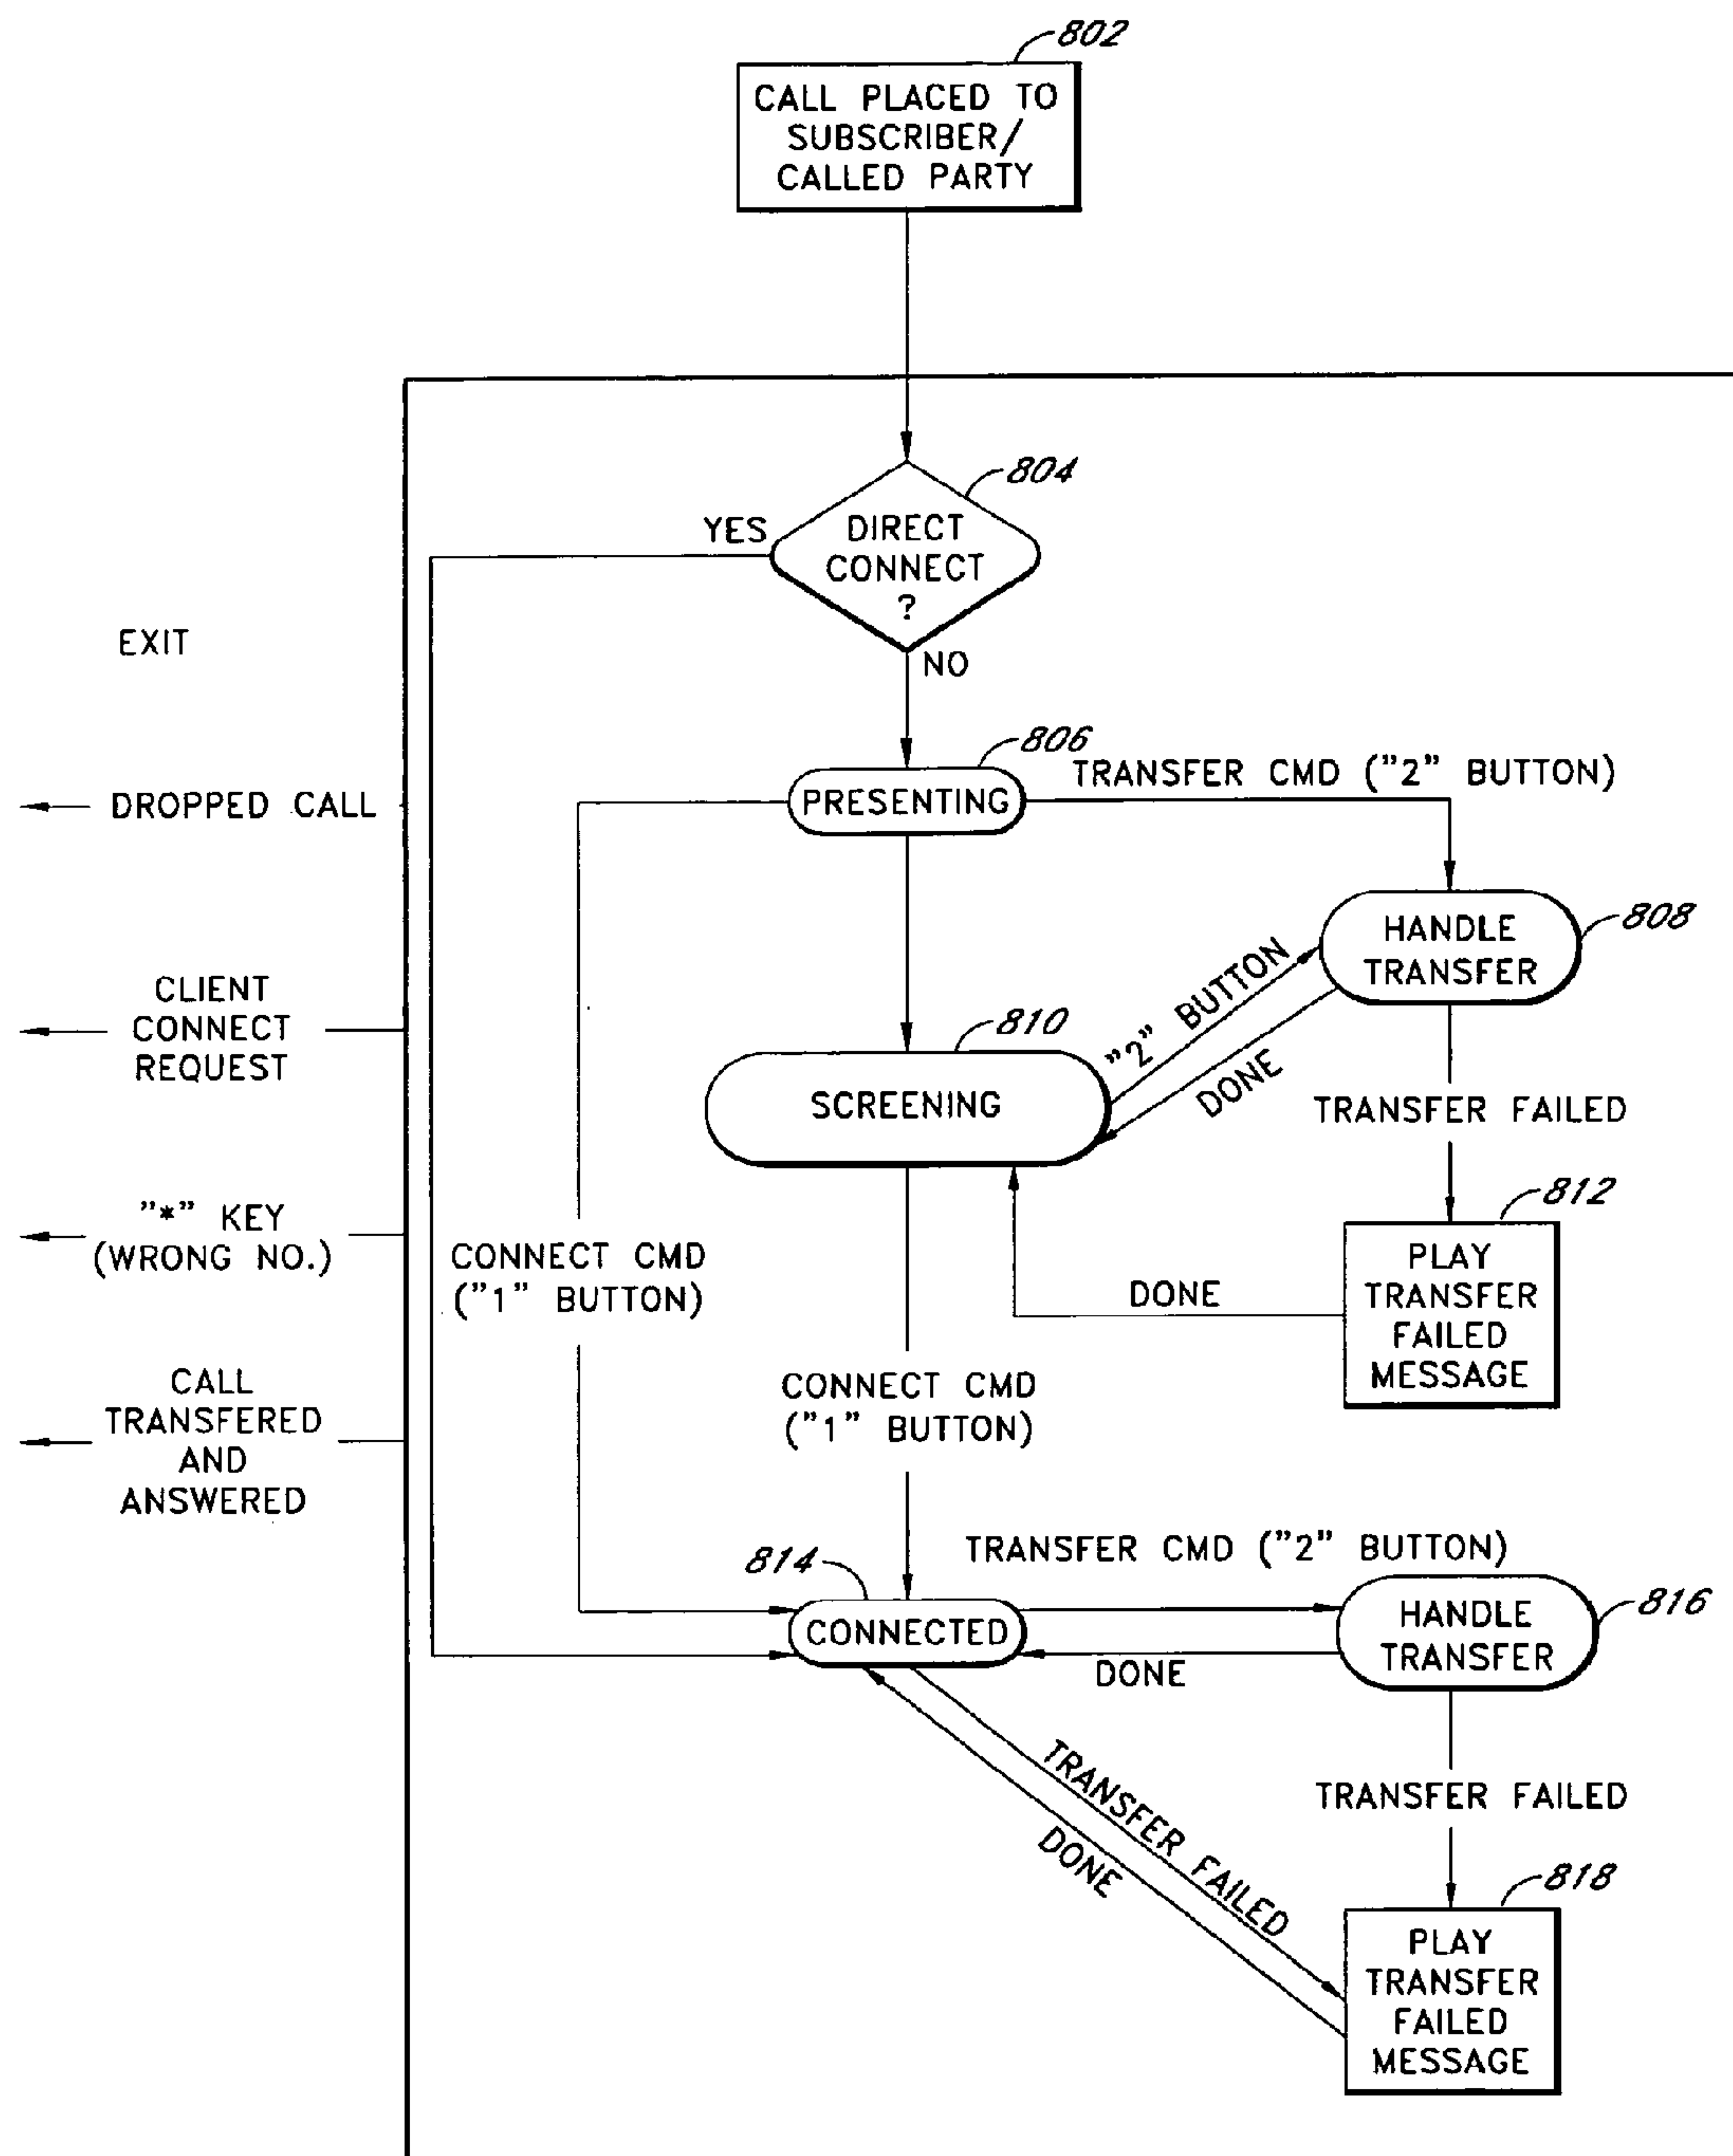 802
CALL PLACED TO
SUBSCRIBER/
CALLED PARTY
804
YES
DIRECT
CONNECT
?
NO
EXIT
806
PRESENTING
TRANSFER CMD ("2" BUTTON)
DROPPED CALL
808
HANDLE
TRANSFER
CLIENT
CONNECT
REQUEST
810
SCREENING
"2" BUTTON
DONE
TRANSFER FAILED
"*" KEY
(WRONG NO.)
CONNECT CMD
("1" BUTTON)
812
PLAY
TRANSFER
FAILED
MESSAGE
DONE
CALL
TRANSFERED
AND
ANSWERED
CONNECT CMD
("1" BUTTON)
814
CONNECTED
TRANSFER CMD ("2" BUTTON)
816
HANDLE
TRANSFER
DONE
TRANSFER FAILED
DONE
TRANSFER FAILED
818
PLAY
TRANSFER
FAILED
MESSAGE